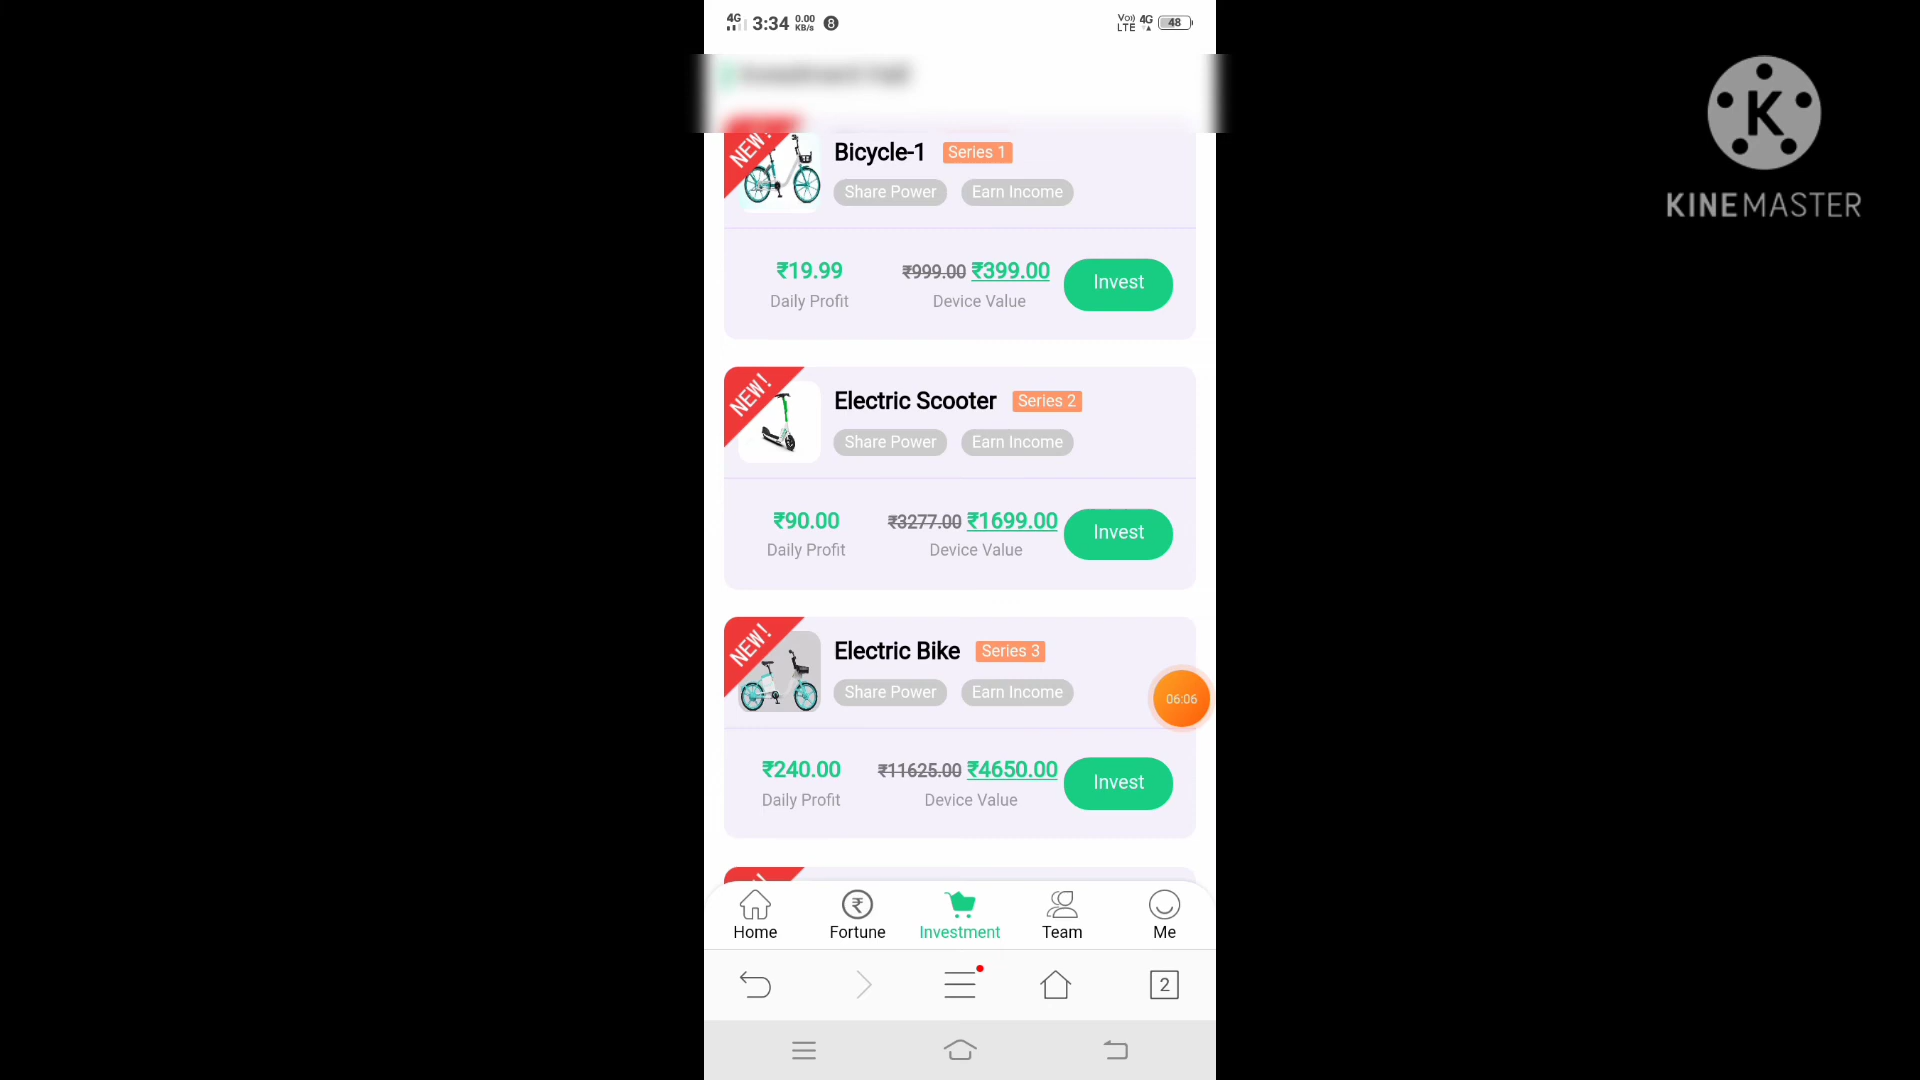 4G 3:34 0.00 KB/s 8 Vo)) LTE 4G 48
K
KINEMASTER
NEW! Bicycle-1 Series 1
Share Power Earn Income
₹19.99 ₹999.00 ₹399.00 Invest
Daily Profit Device Value
NEW! Electric Scooter Series 2
Share Power Earn Income
₹90.00 ₹3277.00 ₹1699.00 Invest
Daily Profit Device Value
NEW! Electric Bike Series 3
Share Power Earn Income
06:06
₹240.00 ₹11625.00 ₹4650.00 Invest
Daily Profit Device Value
Home Fortune Investment Team Me
2